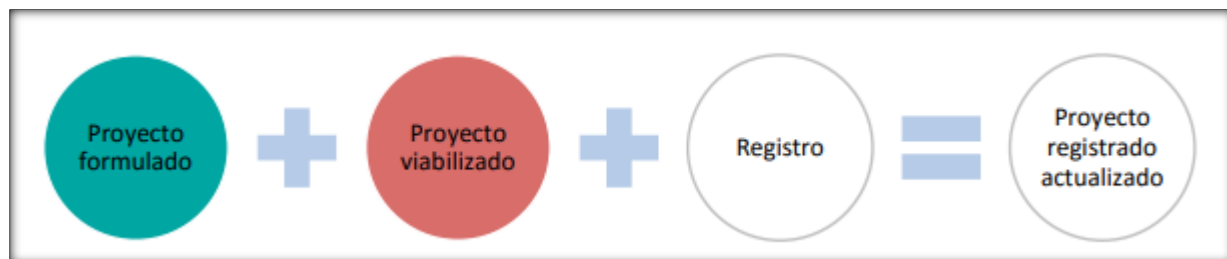 Proyecto
formulado
Proyecto
viabilizado
Registro
Proyecto
registrado
actualizado